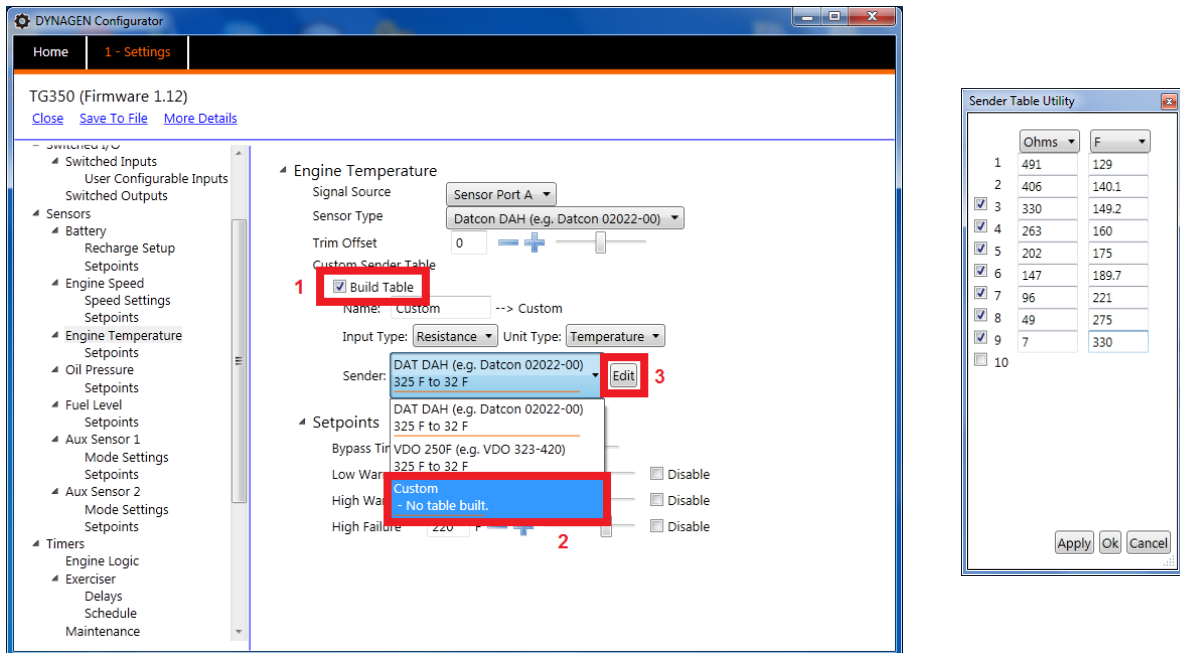 DYNAGEN Configurator
Home
1 - Settings
TG350 (Firmware 1.12)
Close Save To File More Details
Switched I/O
Switched Inputs
User Configurable Inputs
Switched Outputs
Sensors
Battery
Recharge Setup
Setpoints
Engine Speed
Speed Settings
Setpoints
Engine Temperature
Setpoints
Oil Pressure
Setpoints
Fuel Level
Setpoints
Aux Sensor 1
Mode Settings
Setpoints
Aux Sensor 2
Mode Settings
Setpoints
Timers
Engine Logic
Exerciser
Delays
Schedule
Maintenance
Engine Temperature
Signal Source Sensor Port A
Sensor Type Datcon DAH (e.g. Datcon 02022-00)
Trim Offset 0
Custom Sender Table
1 Build Table
Name: Custom --> Custom
Input Type: Resistance Unit Type: Temperature
Sender: DAT DAH (e.g. Datcon 02022-00)
325 F to 32 F
Edit 3
DAT DAH (e.g. Datcon 02022-00)
325 F to 32 F
VDO 250F (e.g. VDO 323-420)
325 F to 32 F
Custom
- No table built.
2
Setpoints
Bypass
Low Disable
High Disable
High Failure 220 F Disable
Sender Table Utility
Ohms F
1 491 129
2 406 140.1
3 330 149.2
4 263 160
5 202 175
6 147 189.7
7 96 221
8 49 275
9 7 330
10
Apply Ok Cancel